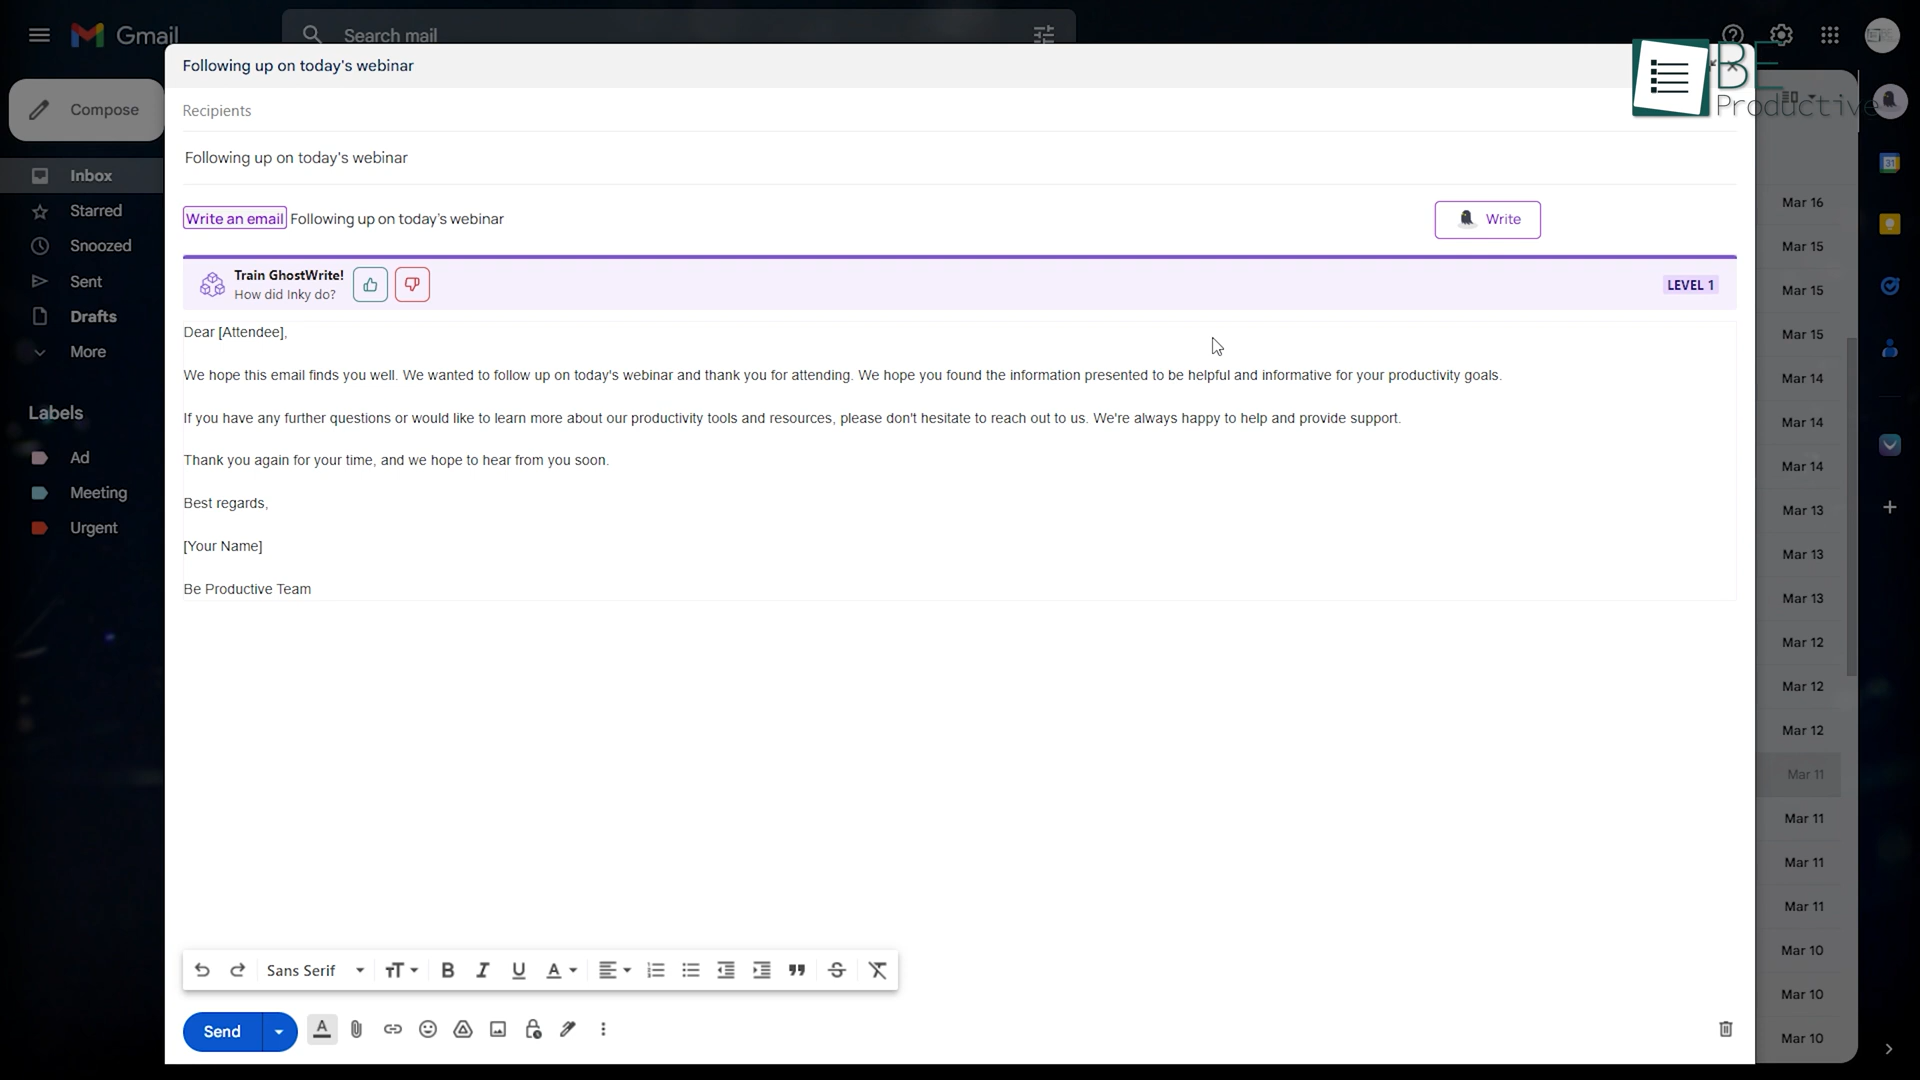 Gmail
Search mail
Compose
Inbox
Starred
Snoozed
Sent
Drafts
More
Labels
Ad
Meeting
Urgent
Following up on today's webinar
Recipients
Following up on today's webinar
Write an email Following up on today's webinar
Write
Train GhostWrite!
How did Inky do?
LEVEL 1
Dear [Attendee],
We hope this email finds you well. We wanted to follow up on today's webinar and thank you for attending. We hope you found the information presented to be helpful and informative for your productivity goals.
If you have any further questions or would like to learn more about our productivity tools and resources, please don't hesitate to reach out to us. We're always happy to help and provide support.
Thank you again for your time, and we hope to hear from you soon.
Best regards,
[Your Name]
Be Productive Team
Sans Serif
Send
BE
Productive
31
Mar 16
Mar 15
Mar 15
Mar 15
Mar 14
Mar 14
Mar 14
Mar 13
Mar 13
Mar 13
Mar 12
Mar 12
Mar 12
Mar 11
Mar 11
Mar 11
Mar 11
Mar 10
Mar 10
Mar 10